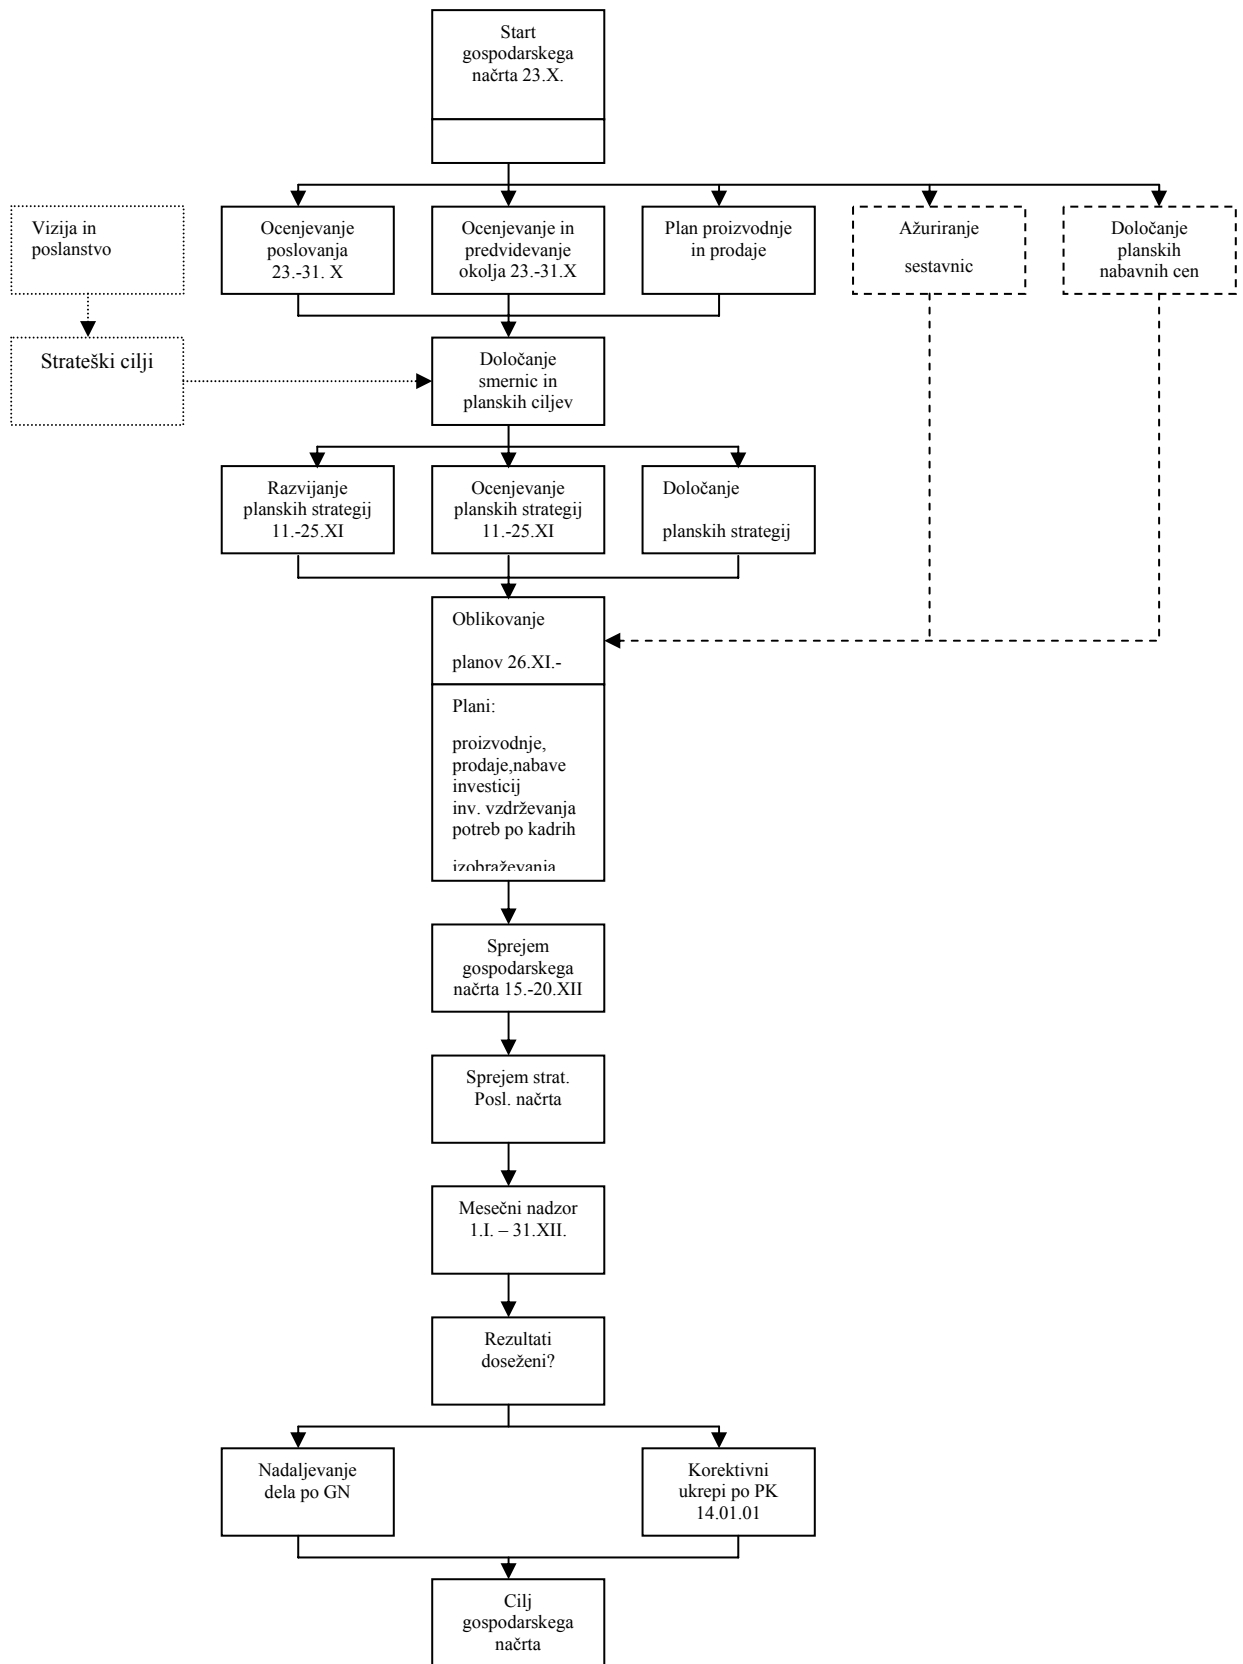 Start
gospodarskega
načrta 23.X.
Vizija in
poslanstvo
Ocenjevanje
poslovanja
23.-31. X
Ocenjevanje in
predvidevanje
okolja 23.-31.X
Plan proizvodnje
in prodaje
Ažuriranje
sestavnic
Določanje
planskih
nabavnih cen
Strateški cilji
Določanje
smernic in
planskih ciljev
Razvijanje
planskih strategij
11.-25.XI
Ocenjevanje
planskih strategij
11.-25.XI
Določanje
planskih strategij
Oblikovanje
planov 26.XI.-
Plani:
proizvodnje,
prodaje,nabave
investicij
inv. vzdrževanja
potreb po kadrih
izobraževanja
Sprejem
gospodarskega
načrta 15.-20.XII
Sprejem strat.
Posl. načrta
Mesečni nadzor
1.I. – 31.XII.
Rezultati
doseženi?
Nadaljevanje
dela po GN
Korektivni
ukrepi po PK
14.01.01
Cilj
gospodarskega
načrta